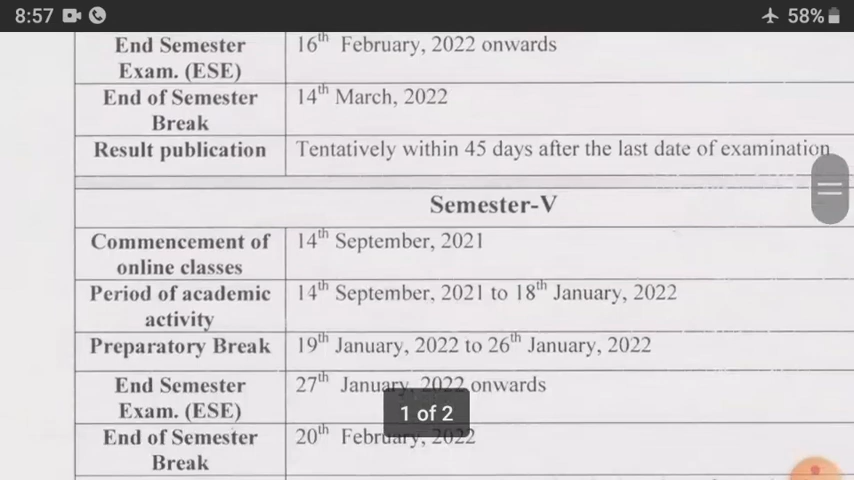 8:57
58%
End Semester
16th February, 2022 onwards
Exam. (ESE)
End of Semester
14th March, 2022
Break
Result publication
Tentatively within 45 days after the last date of examination
Semester-V
Commencement of
14th September, 2021
online classes
Period of academic
14th September, 2021 to 18th January, 2022
activity
Preparatory Break
19th January, 2022 to 26th January, 2022
End Semester
27th January, 2022 onwards
Exam. (ESE)
1 of 2
End of Semester
20th February, 2022
Break